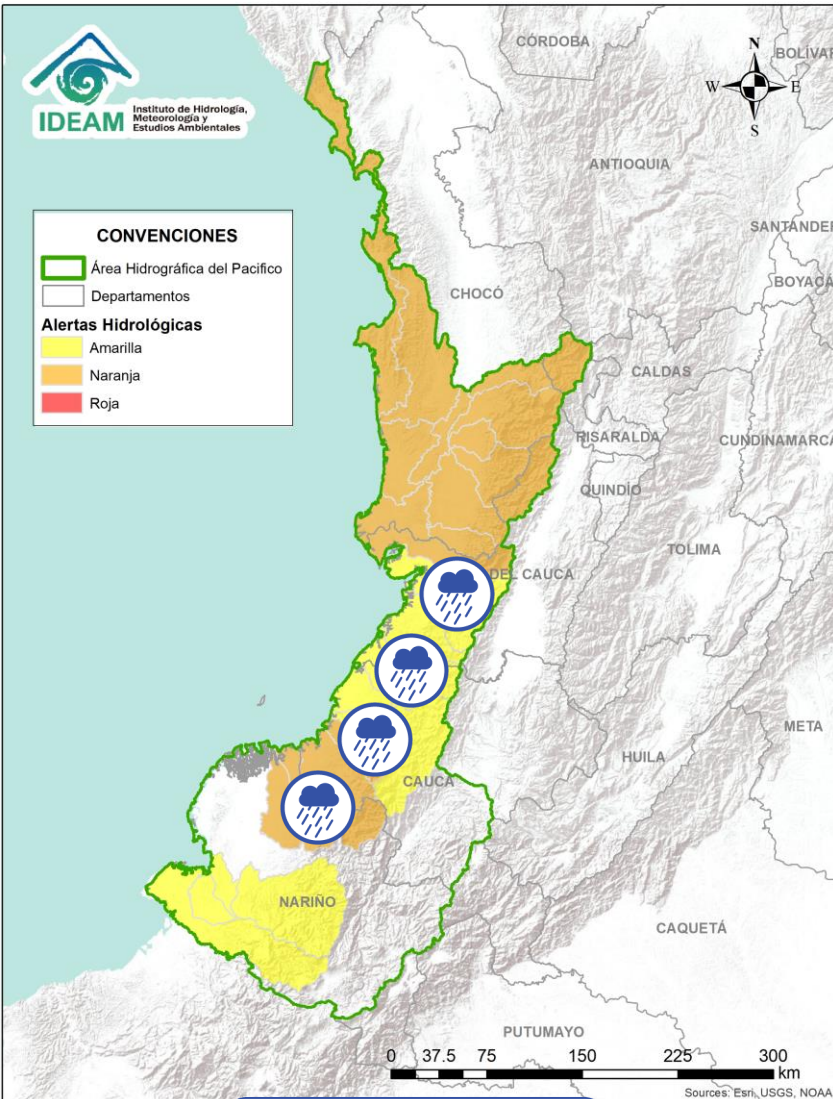 IDEAM
Instituto de Hidrología,
Meteorología y
Estudios Ambientales
N
W
E
S
CÓRDOBA
BOLÍVAR
ANTIOQUIA
SANTANDER
BOYACÁ
CHOCÓ
CONVENCIONES
Área Hidrográfica del Pacifico
Departamentos
Alertas Hidrológicas
Amarilla
Naranja
Roja
CALDAS
RISARALDA
CUNDINAMARCA
QUINDÍO
TOLIMA
DEL CAUCA
META
HUILA
CAUCA
NARIÑO
CAQUETÁ
PUTUMAYO
0 37.5 75 150 225 300
km
Sources: Esri, USGS, NOAA